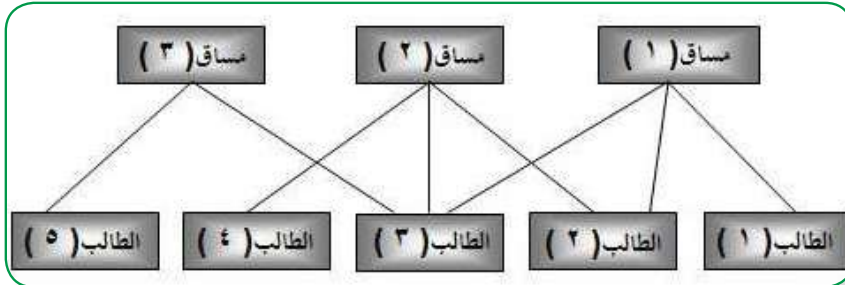 مساق ( ١ ) مساق ( ٢ ) مساق ( ٣ )
الطالب ( ١ ) الطالب ( ٢ ) الطالب ( ٣ ) الطالب ( ٤ ) الطالب ( ٥ )